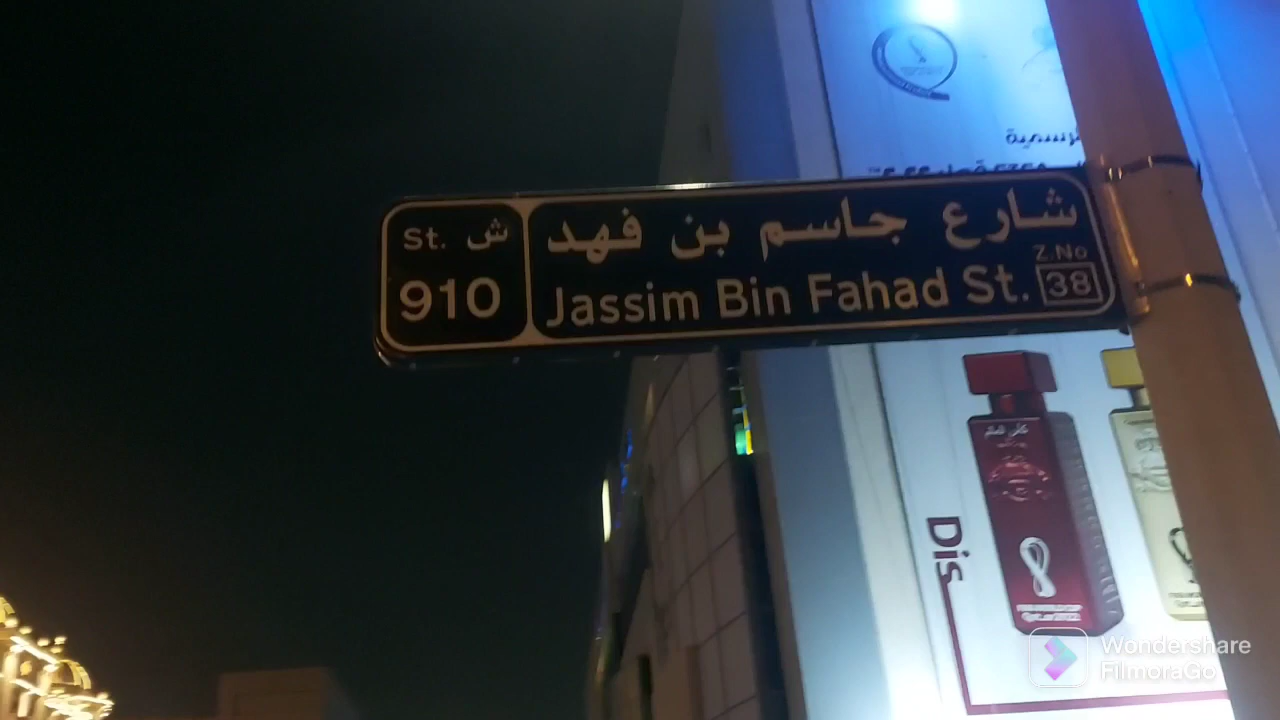 St. ش
910
شارع جاسم بن فهد
Jassim Bin Fahad St.
Z.No
38
Dis
Wondershare
FilmoraGo